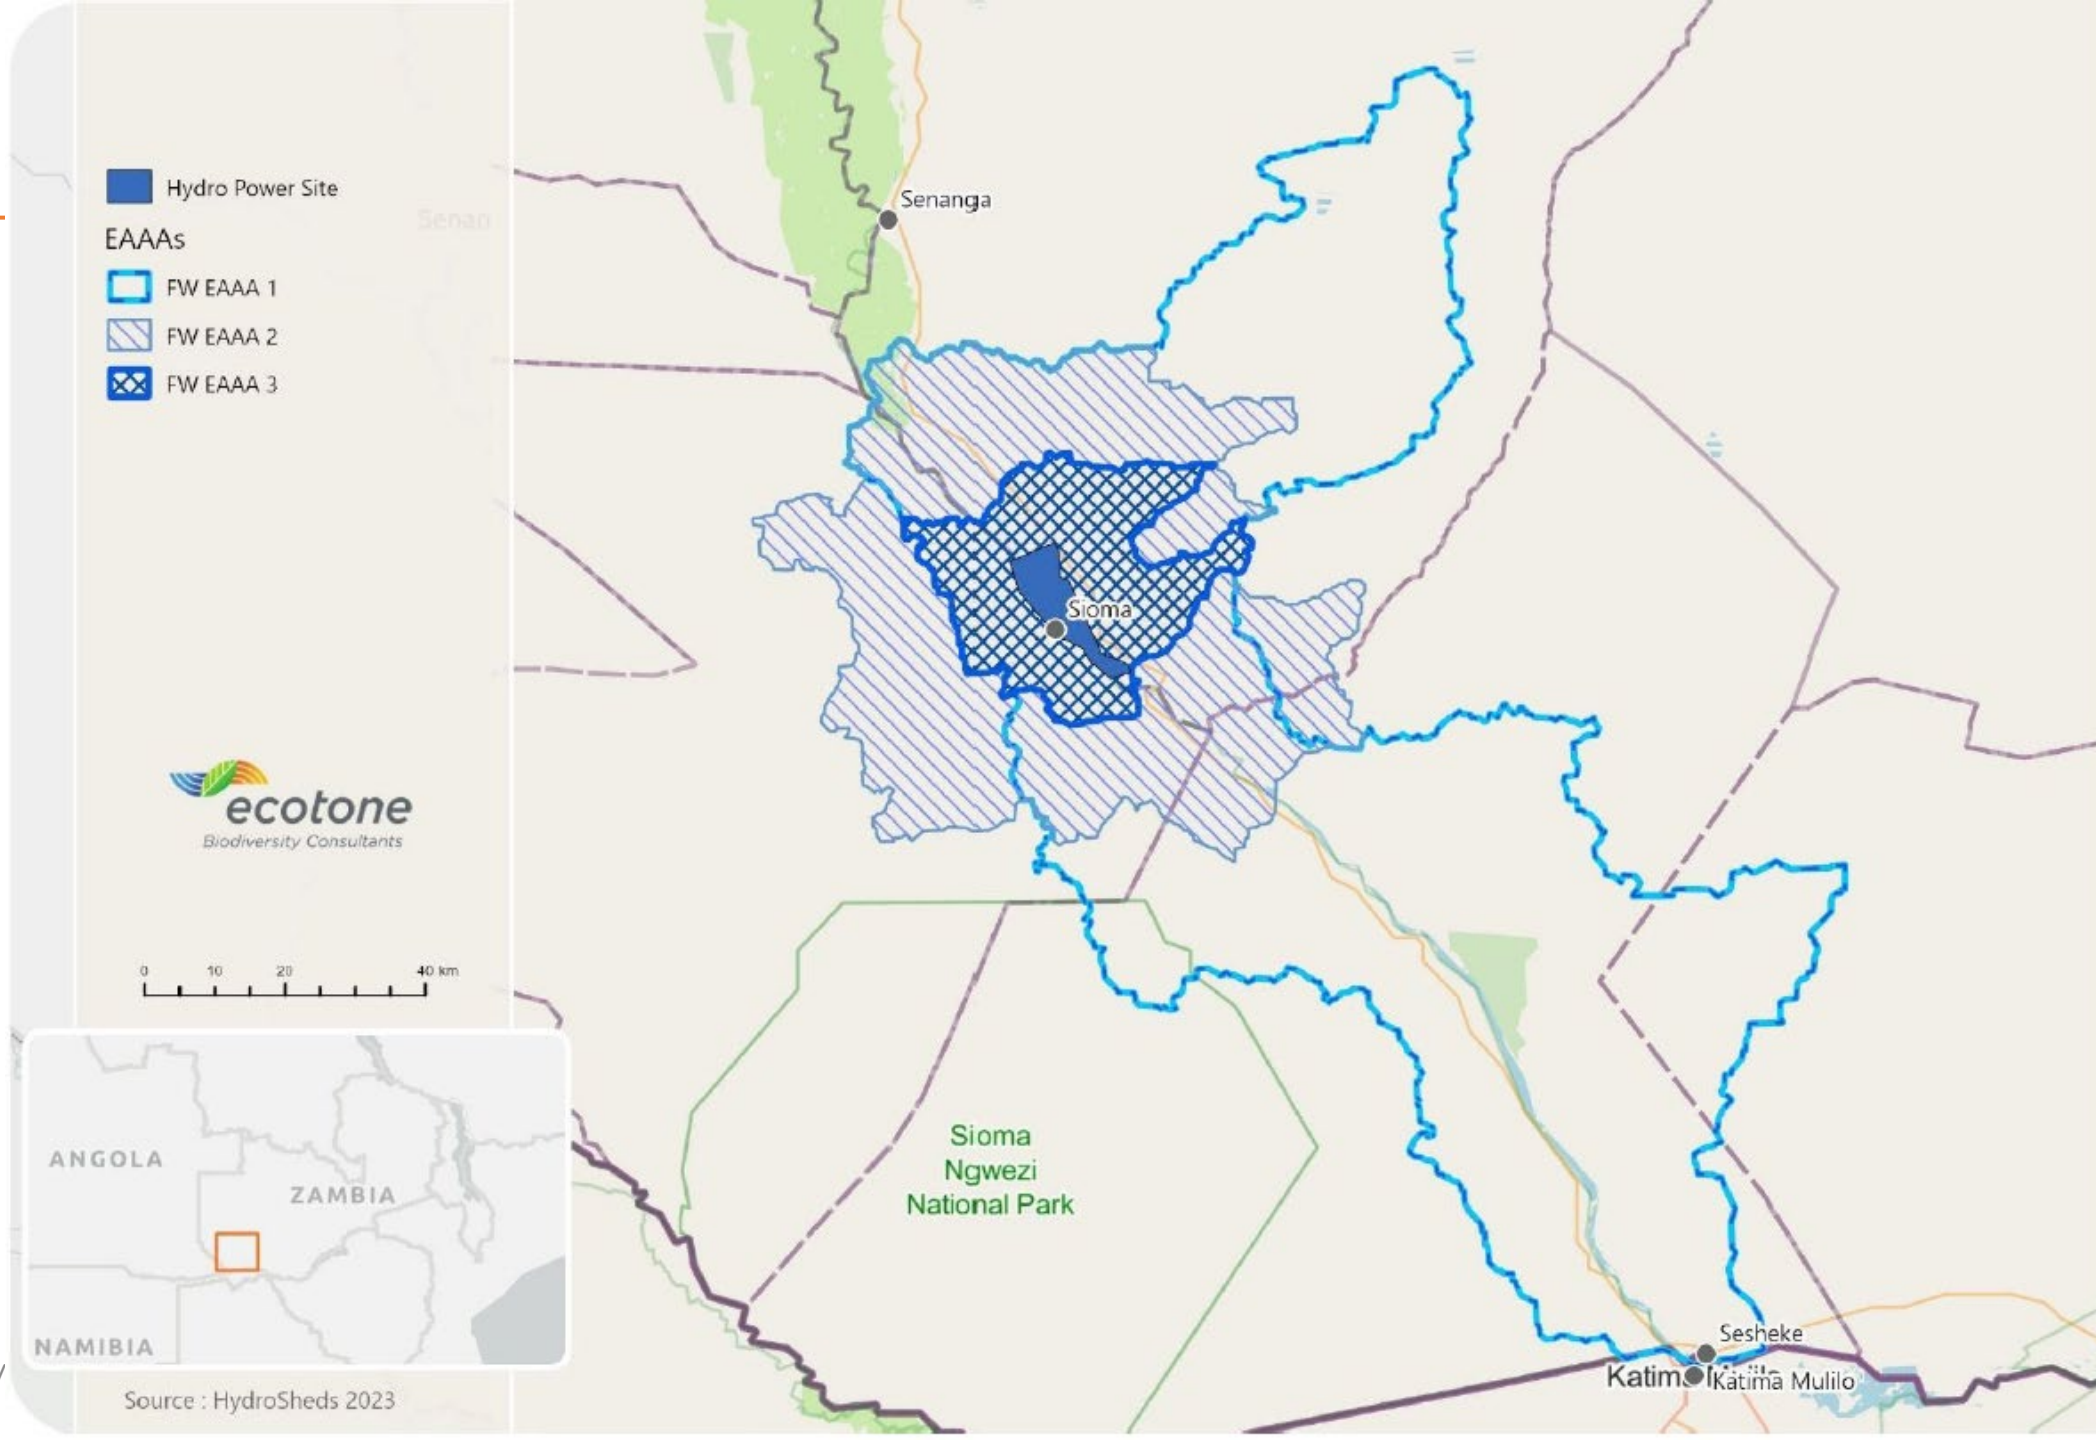 Hydro Power Site
EAAAs
FW EAAA 1
FW EAAA 2
FW EAAA 3
Senan
Senanga
Sioma
ecotone
Biodiversity Consultants
0 10 20 40 km
Sioma
Ngwezi
National Park
ANGOLA
ZAMBIA
NAMIBIA
Sesheke
Katima Mulilo
Source : HydroSheds 2023